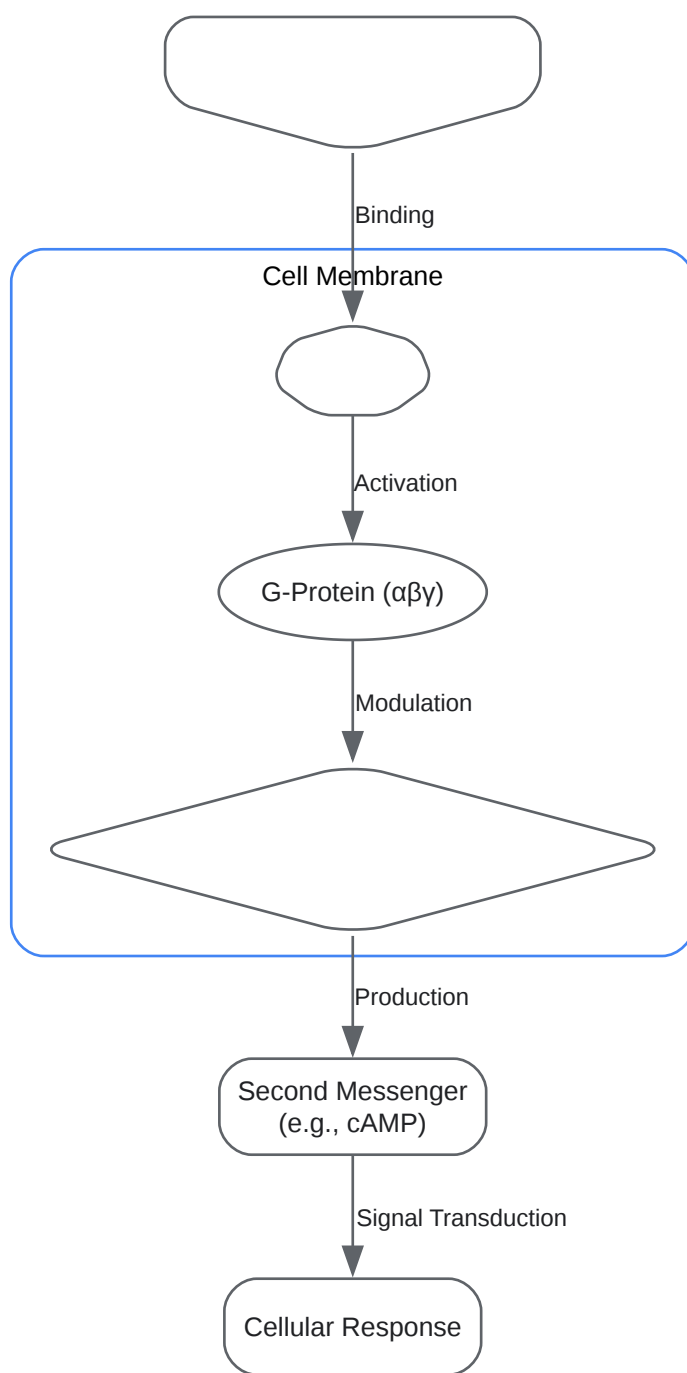 Binding
Cell Membrane
Activation
G-Protein (αβγ)
Modulation
Production
Second Messenger
(e.g., cAMP)
Signal Transduction
Cellular Response